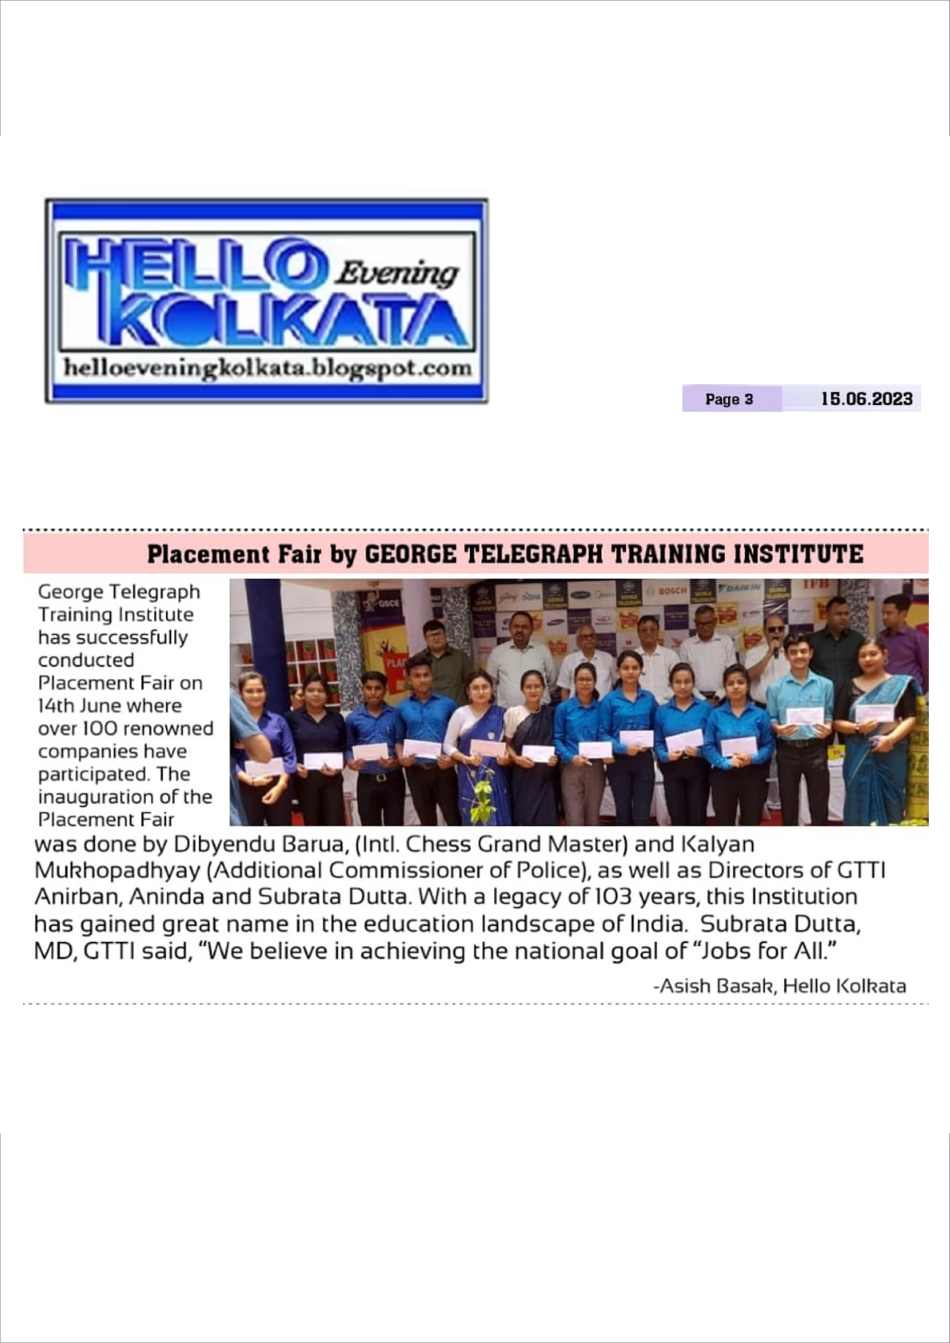 HELLO Evening
KOLKATA
helloeveningkolkata.blogspot.com
Page 3 15.06.2023
Placement Fair by GEORGE TELEGRAPH TRAINING INSTITUTE
George Telegraph
Training Institute
has successfully
conducted
Placement Fair on
14th June where
over 100 renowned
companies have
participated. The
inauguration of the
Placement Fair
GSCE
BOSCH
DAIKIN
IFB
was done by Dibyendu Barua, (Intl. Chess Grand Master) and Kalyan
Mukhopadhyay (Additional Commissioner of Police), as well as Directors of GTTI
Anirban, Aninda and Subrata Dutta. With a legacy of 103 years, this Institution
has gained great name in the education landscape of India. Subrata Dutta,
MD, GTTI said, “We believe in achieving the national goal of “Jobs for All.”
-Asish Basak, Hello Kolkata